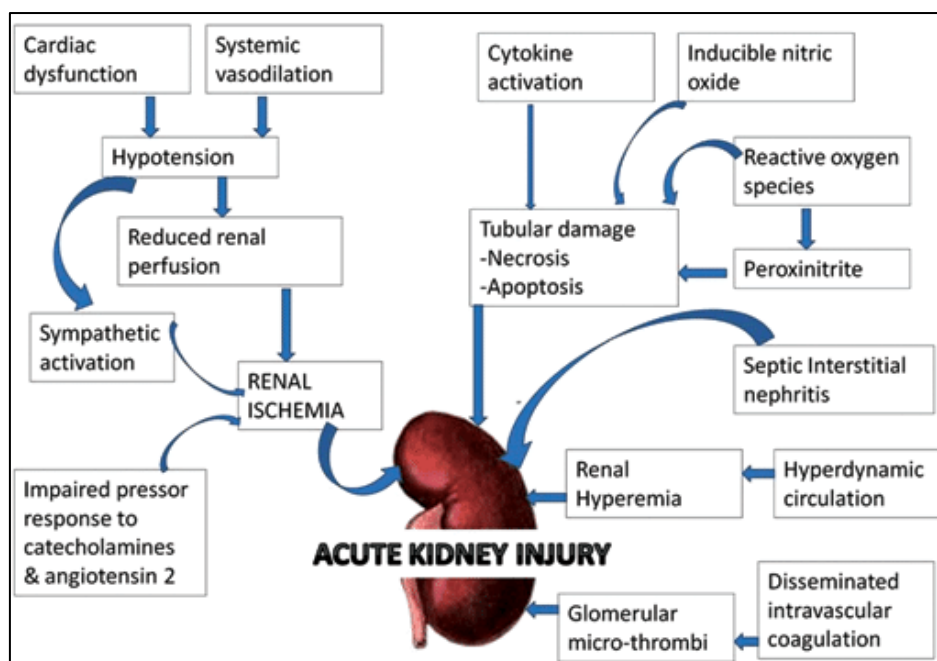 Cardiac
dysfunction
Systemic
vasodilation
Hypotension
Reduced renal
perfusion
Sympathetic
activation
RENAL
ISCHEMIA
Impaired pressor
response to
catecholamines
& angiotensin 2
Cytokine
activation
Inducible nitric
oxide
Reactive oxygen
species
Tubular damage
-Necrosis
-Apoptosis
Peroxinitrite
Septic Interstitial
nephritis
Renal
Hyperemia
Hyperdynamic
circulation
ACUTE KIDNEY INJURY
Glomerular
micro-thrombi
Disseminated
intravascular
coagulation